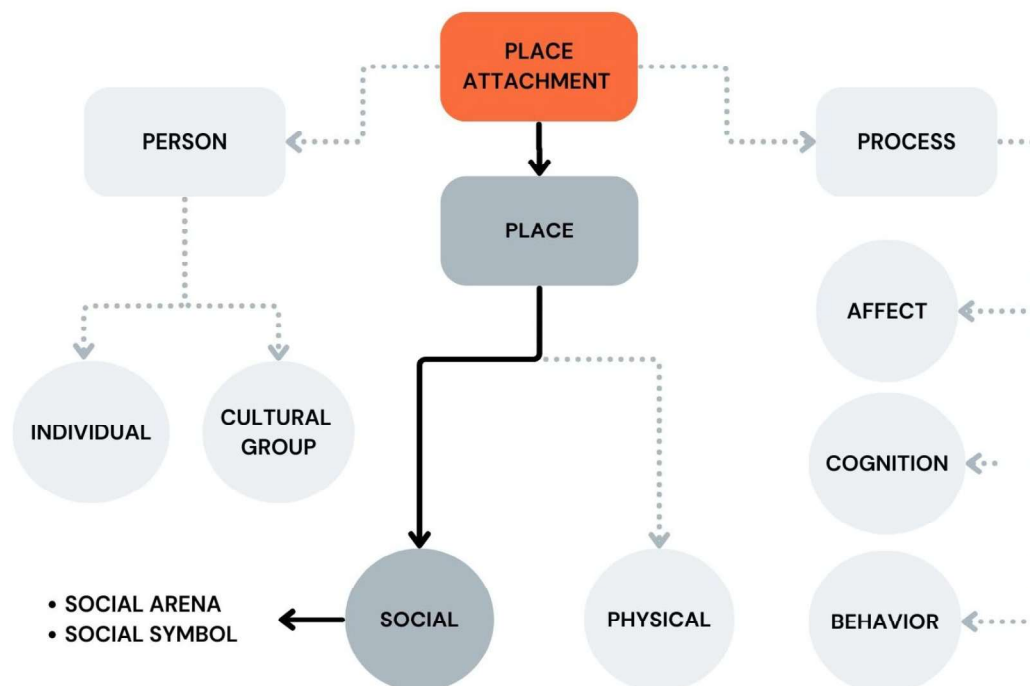 PLACE
ATTACHMENT
PERSON
PROCESS
PLACE
AFFECT
INDIVIDUAL
CULTURAL
GROUP
COGNITION
• SOCIAL ARENA
• SOCIAL SYMBOL
SOCIAL
PHYSICAL
BEHAVIOR